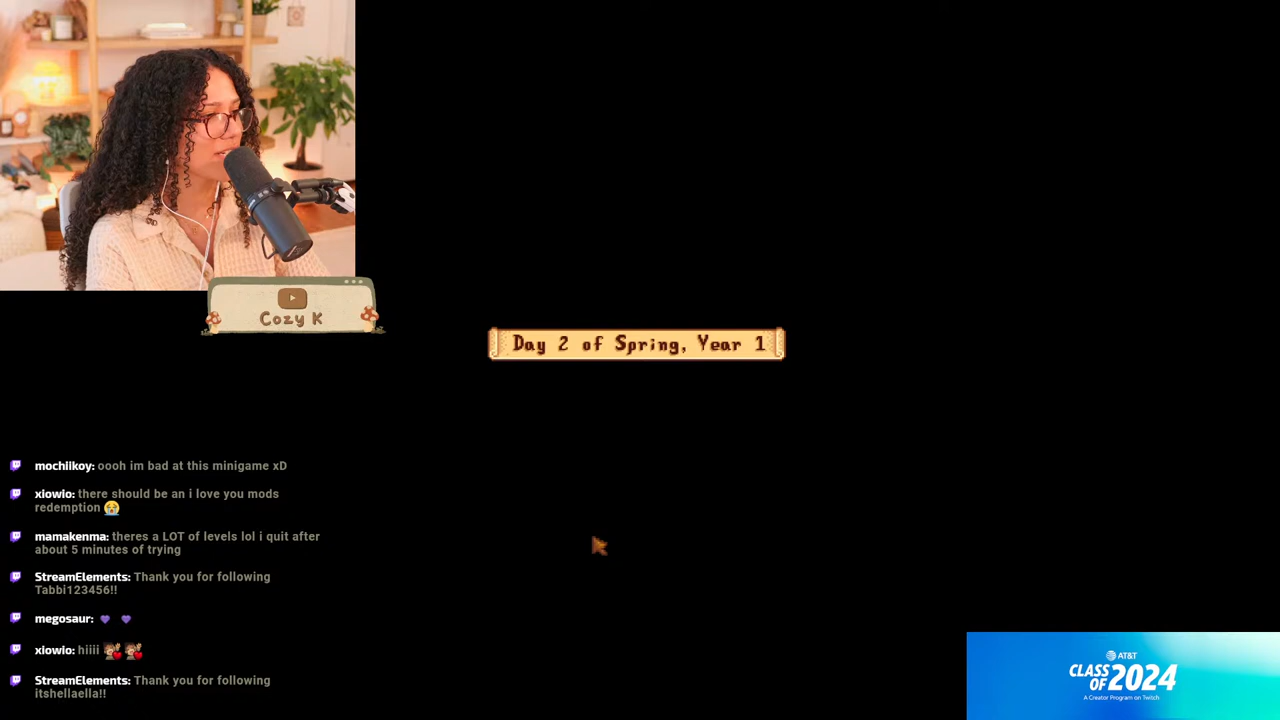 Cozy K
Day 2 of Spring, Year 1
mochiikoy: oooh im bad at this minigame xD
xiowio: there should be an i love you mods
redemption 😭
mamakenma: theres a LOT of levels lol i quit after
about 5 minutes of trying
StreamElements: Thank you for following
Tabbi123456!!
megosaur: 💜 💜
xiowio: hiiii
StreamElements: Thank you for following
itshellaella!!
AT&T
CLASS
OF 2024
A Creator Program on Twitch